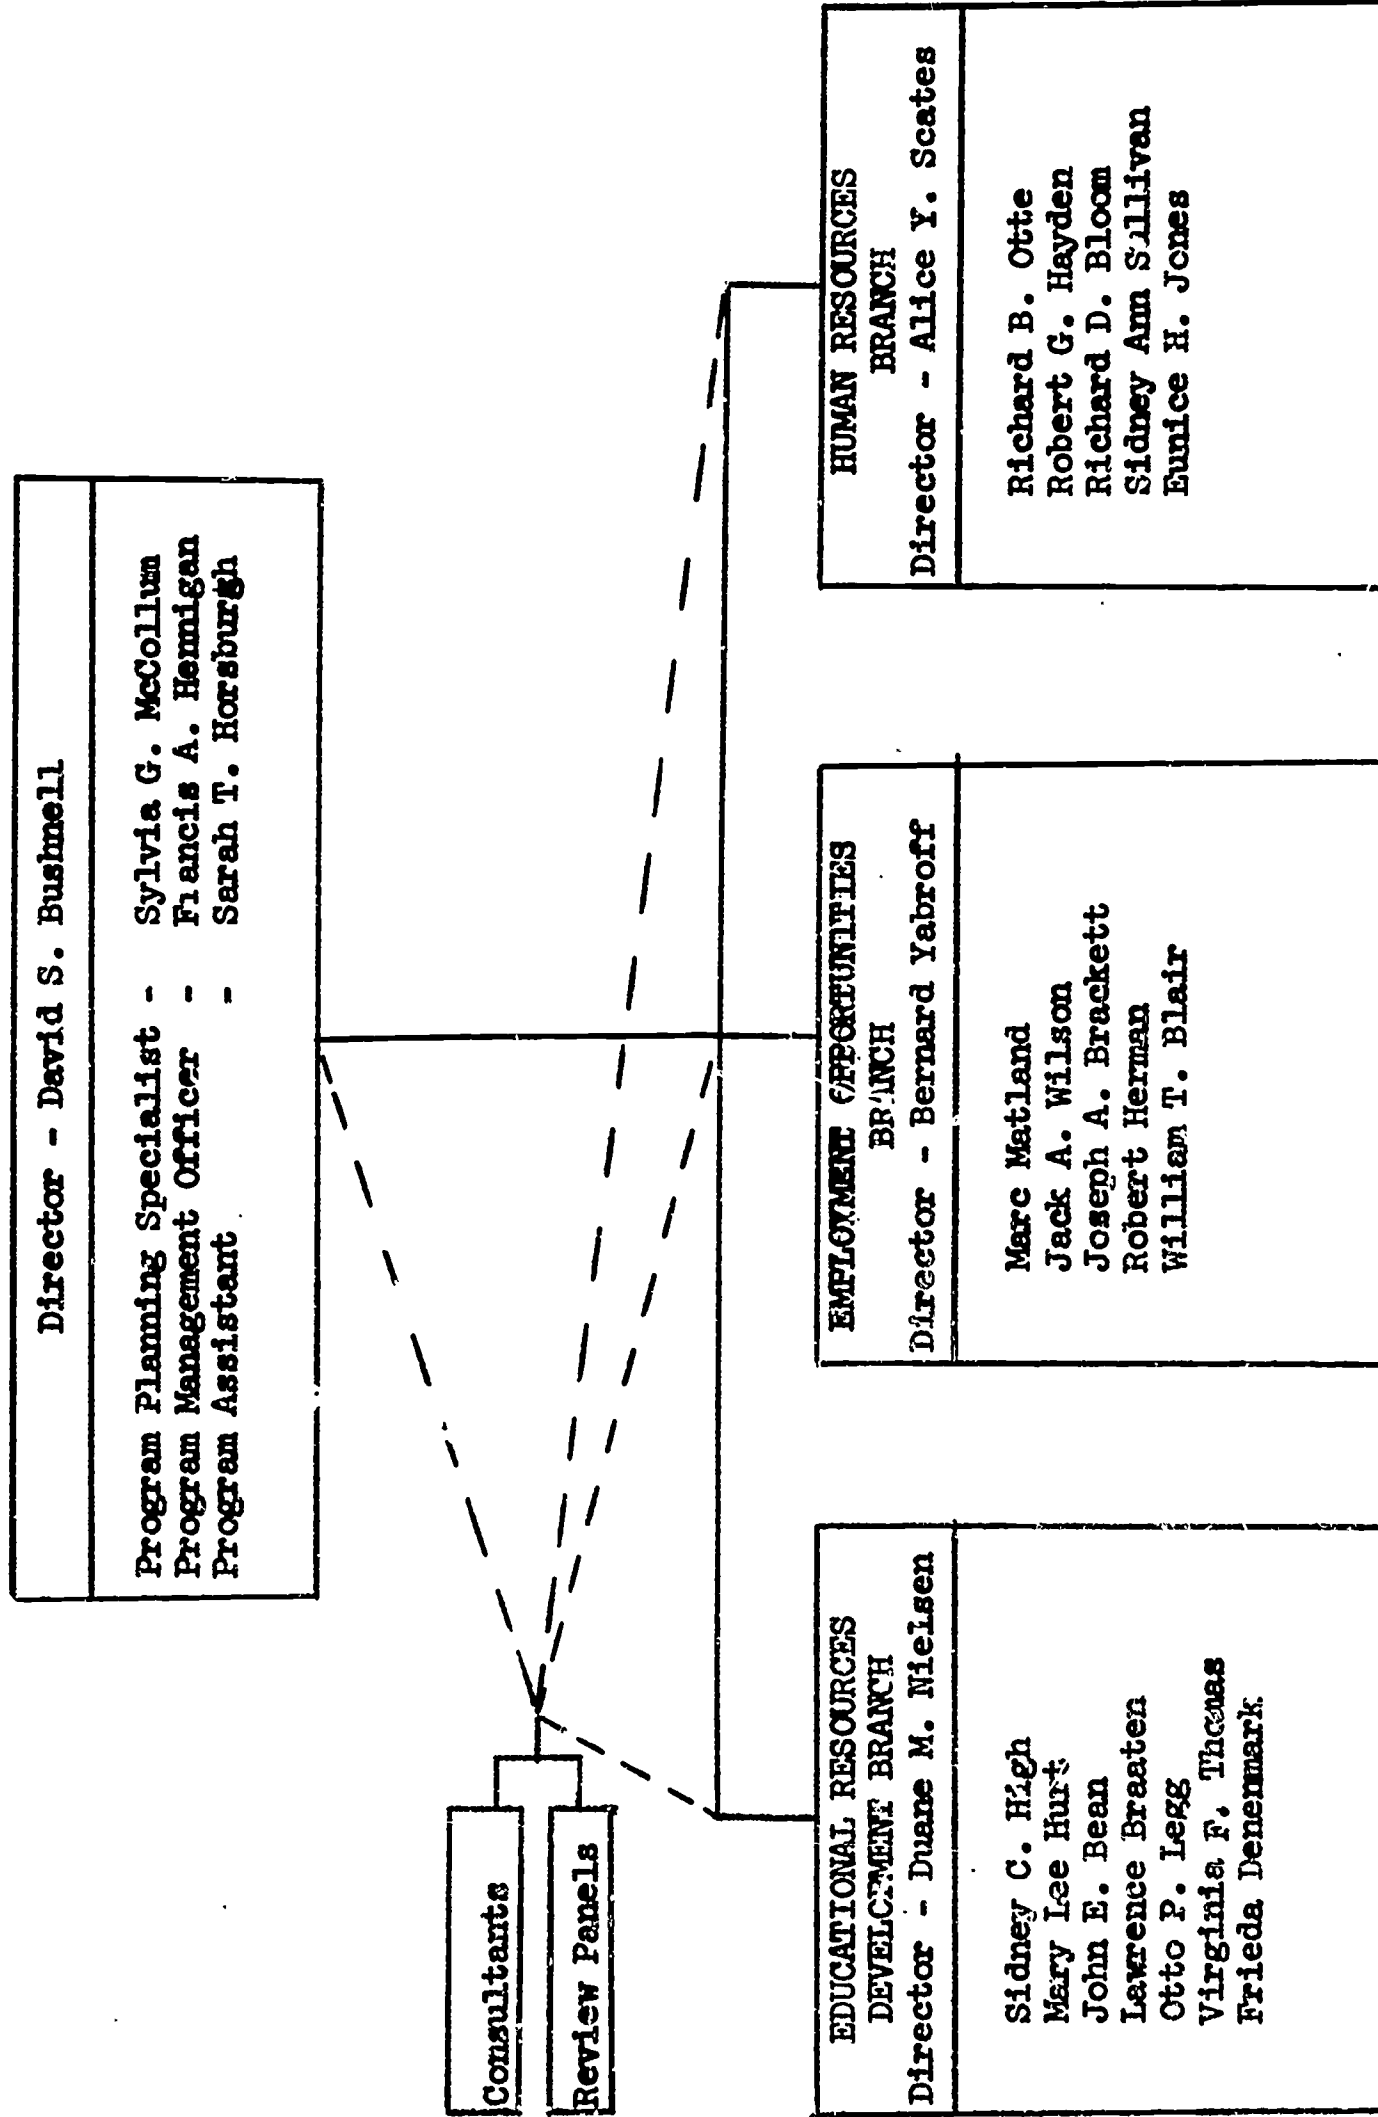 Director - David S. Bushnell
Program Planning Specialist - Sylvia G. McCollum
Program Management Officer - Francis A. Hennigan
Program Assistant - Sarah T. Horsburgh
Consultants
Review Panels
EDUCATIONAL RESOURCES
DEVELOPMENT BRANCH
Director - Duane M. Nielsen
Sidney C. High
Mary Lee Hurt
John E. Bean
Lawrence Braaten
Otto P. Legg
Virginia F. Thomas
Frieda Denemark
EMPLOYMENT OPPORTUNITIES
BRANCH
Director - Bernard Yabroff
Marc Matland
Jack A. Wilson
Joseph A. Brackett
Robert Herman
William T. Blair
HUMAN RESOURCES
BRANCH
Director - Alice Y. Scates
Richard B. Otte
Robert G. Hayden
Richard D. Bloom
Sidney Ann Sullivan
Eunice H. Jones